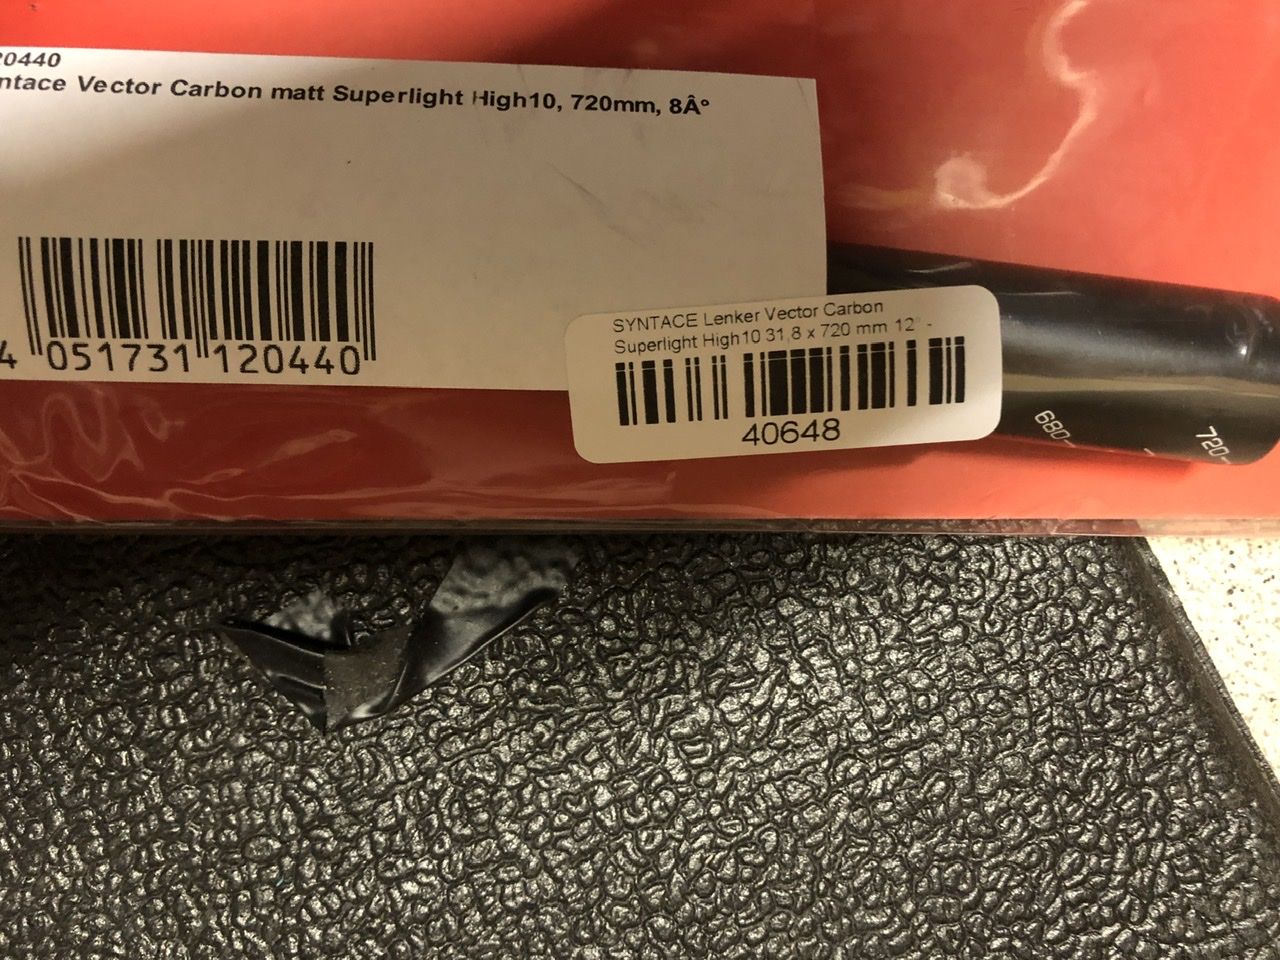 20440
ntace Vector Carbon matt Superlight High10, 720mm, 8Â°
4 051731 120440
SYNTACE Lenker Vector Carbon
Superlight High10 31,8 x 720 mm 12° -
40648
680-
720-